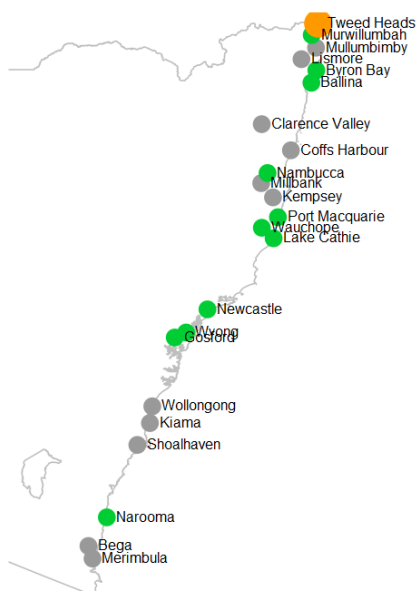 Tweed Heads
Murwillumbah
Mullumbimby
Lismore
Byron Bay
Ballina
Clarence Valley
Coffs Harbour
Nambucca
Millbank
Kempsey
Port Macquarie
Wauchope
Lake Cathie
Newcastle
Wyong
Gosford
Wollongong
Kiama
Shoalhaven
Narooma
Bega
Merimbula